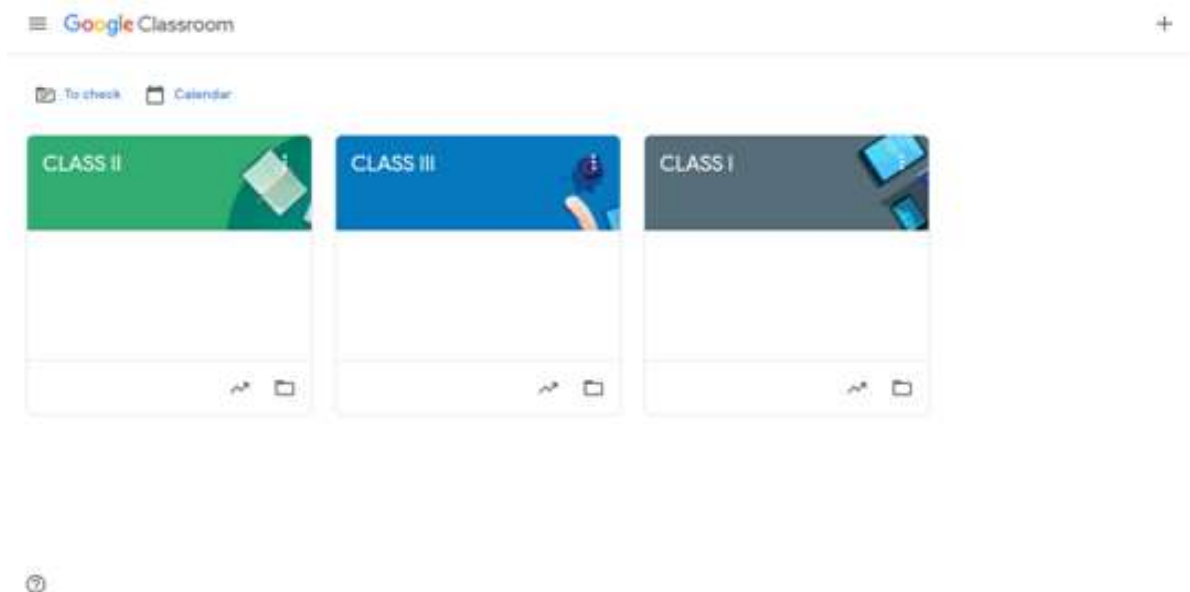 Google Classroom
To check Calendar
CLASS II
CLASS III
CLASS I